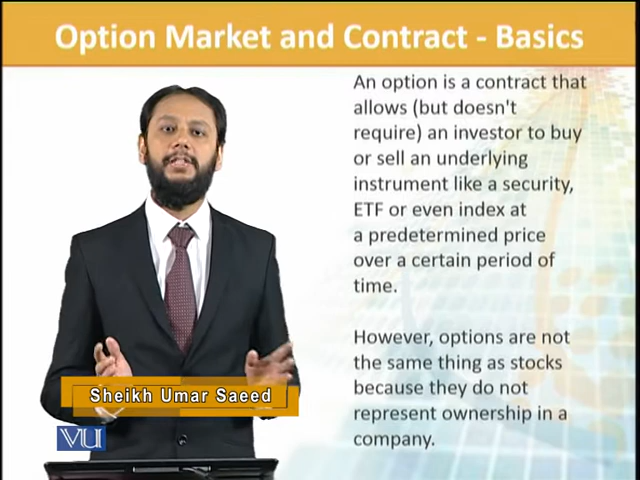 Option Market and Contract - Basics
An option is a contract that
allows (but doesn't
require) an investor to buy
or sell an underlying
instrument like a security,
ETF or even index at
a predetermined price
over a certain period of
time.
However, options are not
the same thing as stocks
because they do not
represent ownership in a
company.
Sheikh Umar Saeed
VU